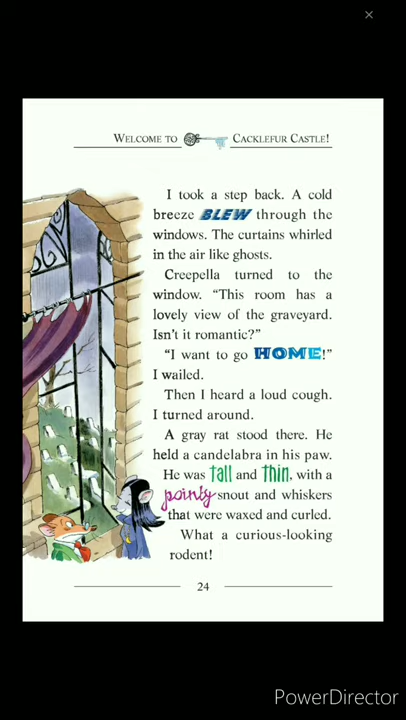 WELCOME TO CACKLEFUR CASTLE!
I took a step back. A cold
breeze BLEW through the
windows. The curtains whirled
in the air like ghosts.
Creepella turned to the
window. “This room has a
lovely view of the graveyard.
Isn’t it romantic?”
“I want to go HOME!”
I wailed.
Then I heard a loud cough.
I turned around.
A gray rat stood there. He
held a candelabra in his paw.
He was tall and thin, with a
pointy snout and whiskers
that were waxed and curled.
What a curious-looking
rodent!
24
PowerDirector